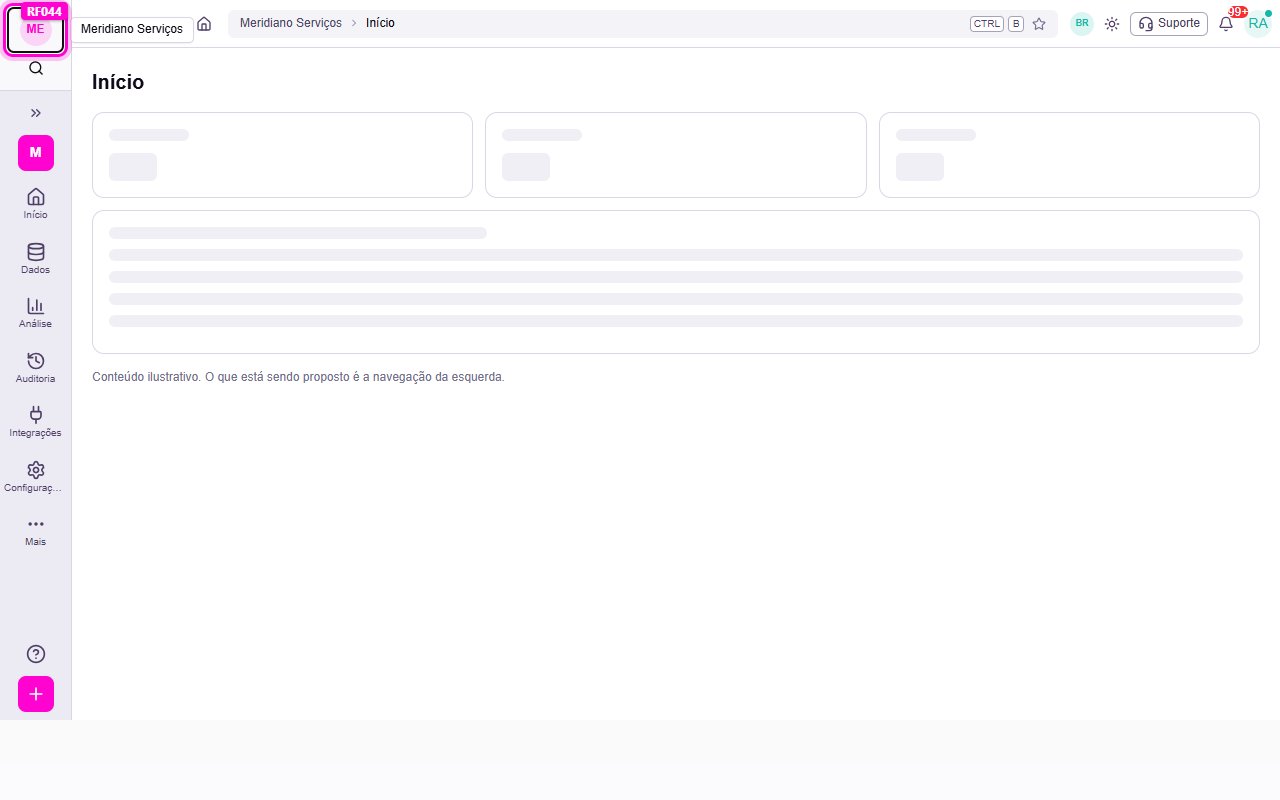 RF044
ME
Meridiano Serviços
Meridiano Serviços > Início
CTRL B
BR
Suporte
99+
RA
Início
M
Início
Dados
Análise
Auditoria
Integrações
Configuraç...
Mais
Conteúdo ilustrativo. O que está sendo proposto é a navegação da esquerda.